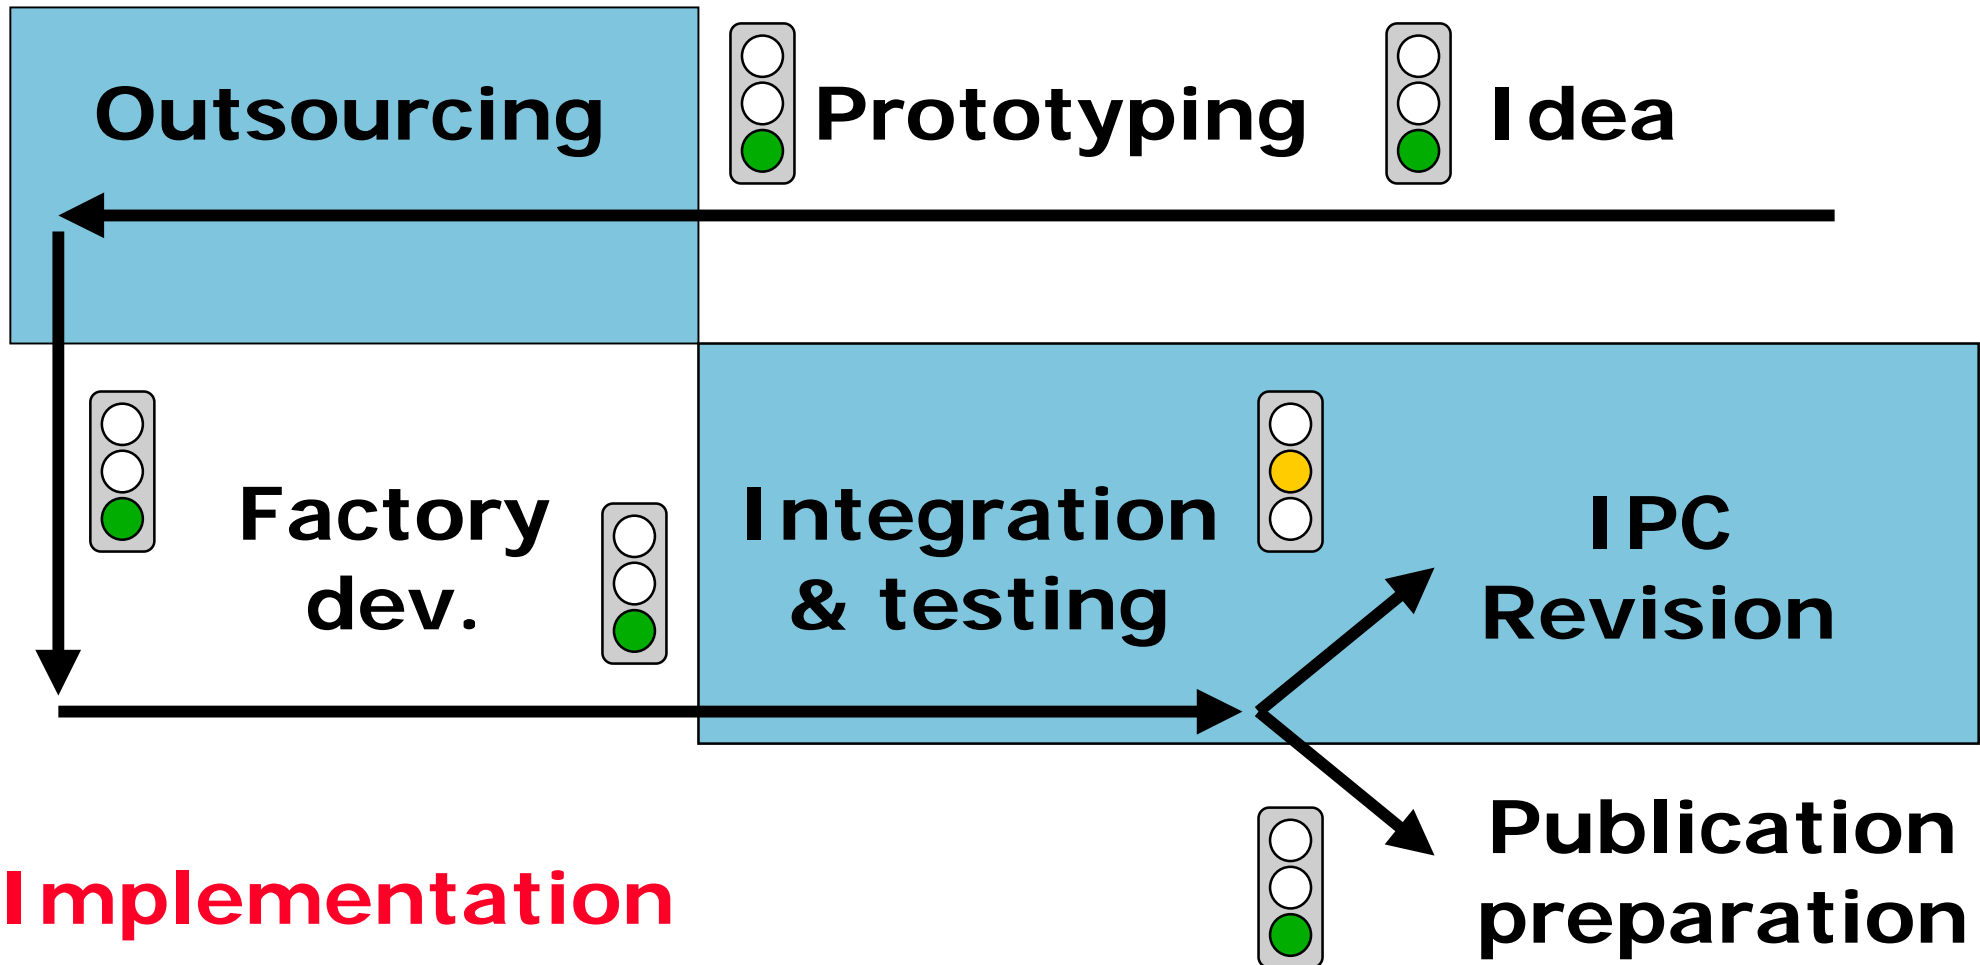 Outsourcing
Prototyping
Idea
Factory
dev.
Integration
& testing
IPC
Revision
Implementation
Publication
preparation